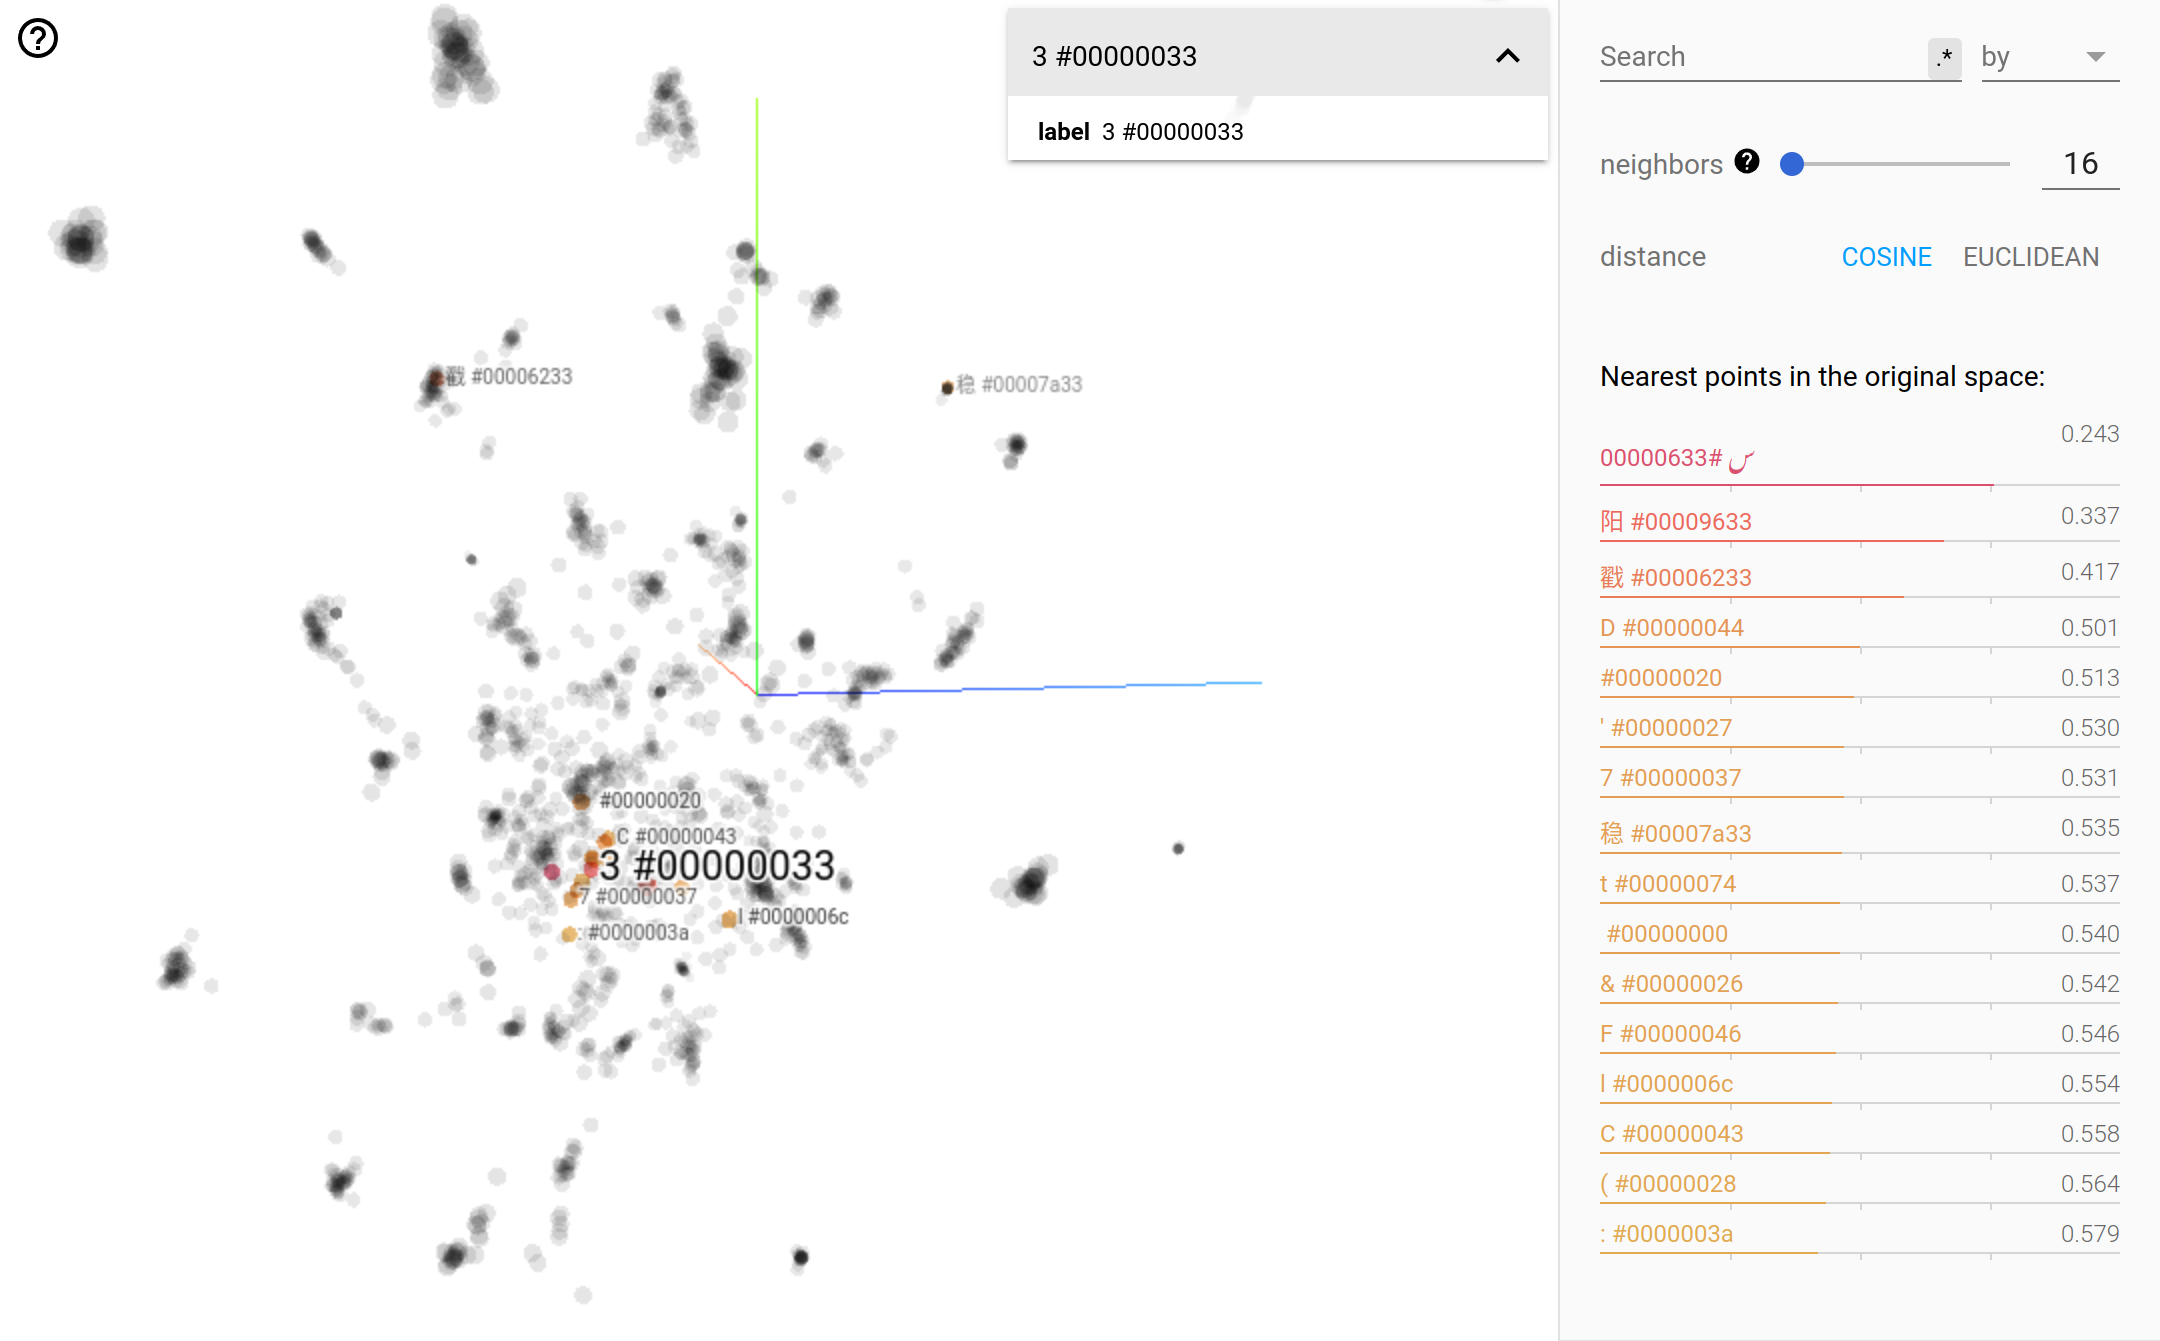 3 #00000033
label 3 #00000033
Search .* by
neighbors ? 16
distance COSINE EUCLIDEAN
Nearest points in the original space:
س #00000633 0.243
阳 #00009633 0.337
戳 #00006233 0.417
D #00000044 0.501
#00000020 0.513
' #00000027 0.530
7 #00000037 0.531
稳 #00007a33 0.535
t #00000074 0.537
#00000000 0.540
& #00000026 0.542
F #00000046 0.546
l #0000006c 0.554
C #00000043 0.558
( #00000028 0.564
: #0000003a 0.579
?
戳 #00006233
稳 #00007a33
#00000020
C #00000043
3 #00000033
7 #00000037
l #0000006c
: #0000003a